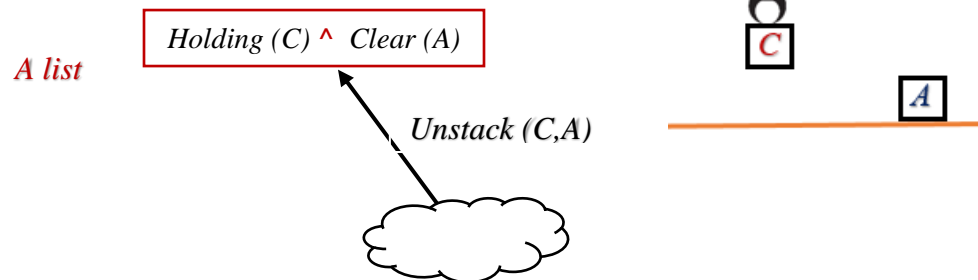 Holding (C) ^ Clear (A)
A list
Unstack (C,A)
C
A